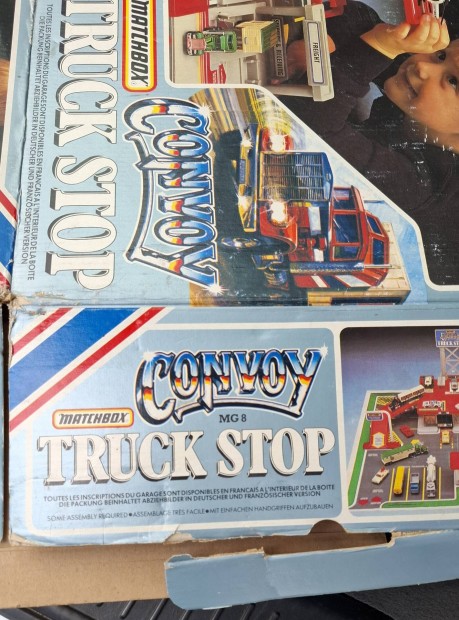 MATCHBOX
CONVOY
TRUCK STOP
TOUTES LES INSCRIPTIONS DU GARAGE SONT DISPONIBLES EN FRANCAIS A L'INTERIEUR DE LA BOITE
DIE PACKUNG BEINHALTET ABZIEHBILDER IN DEUTSCHER UND FRANZÖSISCHER VERSION
FREIGHT
CONVOY
MATCHBOX
MG 8
TRUCK STOP
TOUTES LES INSCRIPTIONS DU GARAGE SONT DISPONIBLES EN FRANCAIS A L'INTERIEUR DE LA BOITE
DIE PACKUNG BEINHALTET ABZIEHBILDER IN DEUTSCHER UND FRANZÖSISCHER VERSION
SOME ASSEMBLY REQUIRED•ASSEMBLAGE TRÈS FACILE•MIT EINFACHEN HANDGRIFFEN AUFZUBAUEN